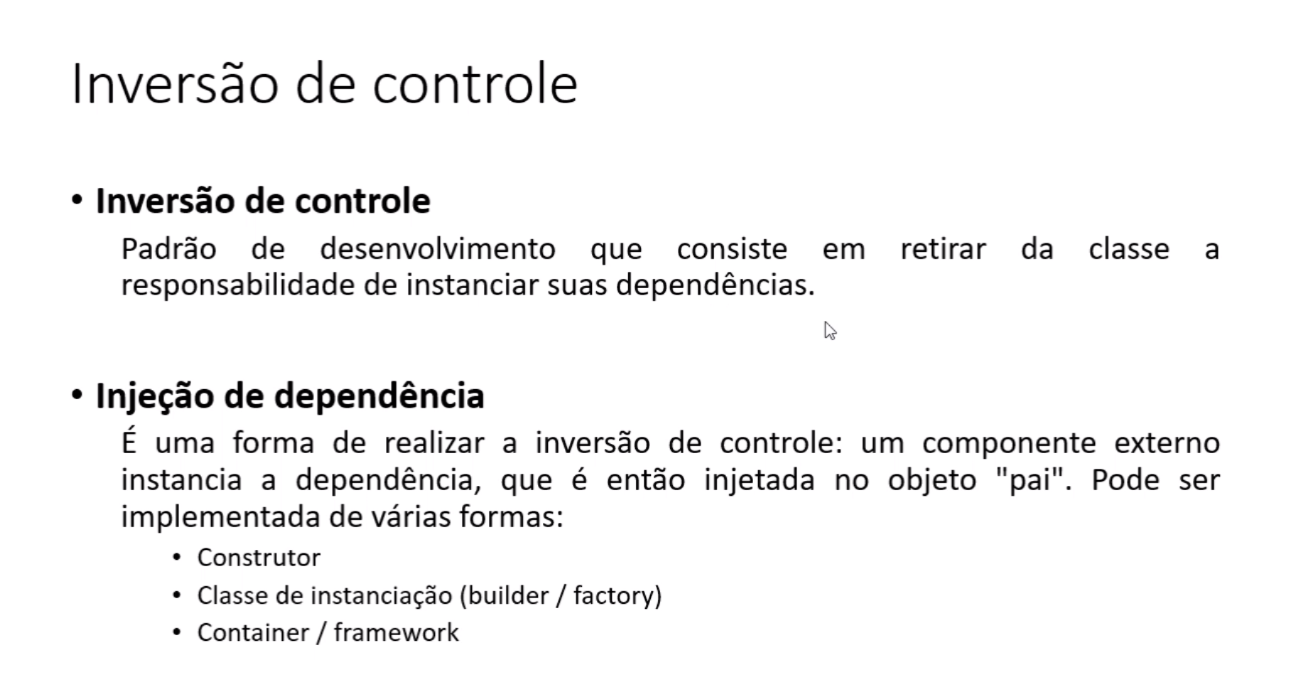 Inversão de controle
• Inversão de controle
Padrão de desenvolvimento que consiste em retirar da classe a
responsabilidade de instanciar suas dependências.
• Injeção de dependência
É uma forma de realizar a inversão de controle: um componente externo
instancia a dependência, que é então injetada no objeto "pai". Pode ser
implementada de várias formas:
• Construtor
• Classe de instanciação (builder / factory)
• Container / framework